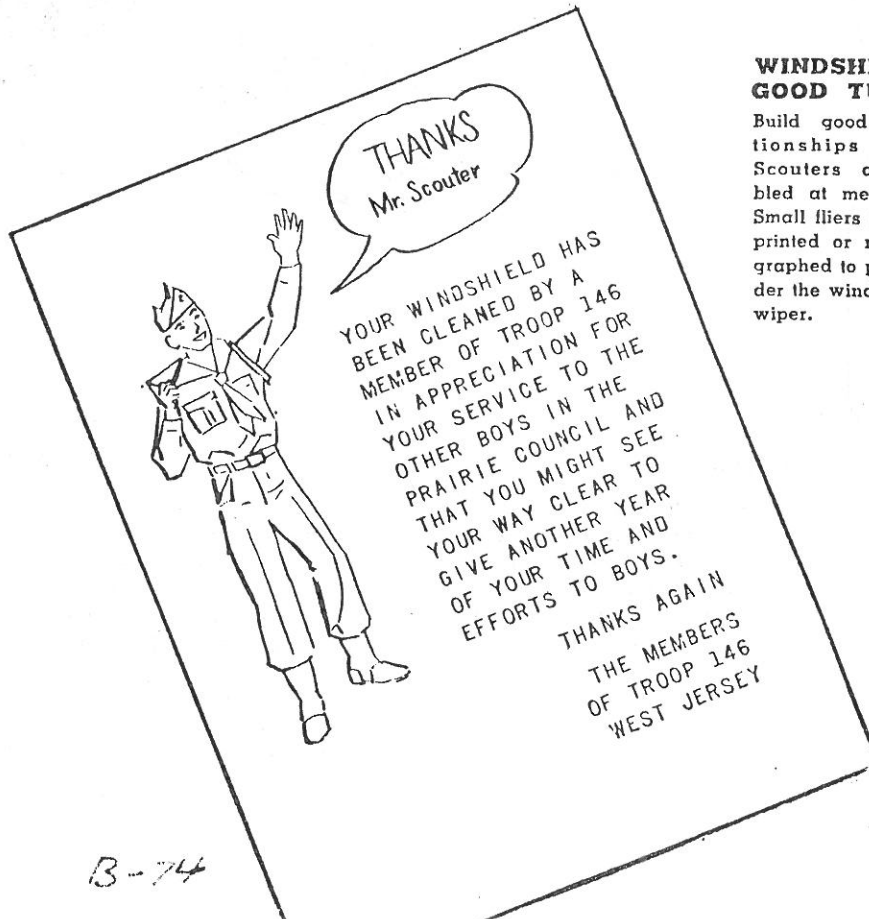 THANKS
Mr. Scouter
YOUR WINDSHIELD HAS
BEEN CLEANED BY A
MEMBER OF TROOP 146
IN APPRECIATION FOR
YOUR SERVICE TO THE
OTHER BOYS IN THE
PRAIRIE COUNCIL AND
THAT YOU MIGHT SEE
YOUR WAY CLEAR TO
GIVE ANOTHER YEAR
OF YOUR TIME AND
EFFORTS TO BOYS.
THANKS AGAIN
THE MEMBERS
OF TROOP 146
WEST JERSEY
WINDSHI
GOOD TU
Build good
tionships
Scouters a
bled at me
Small fliers
printed or m
graphed to p
der the wind
wiper.
B-74